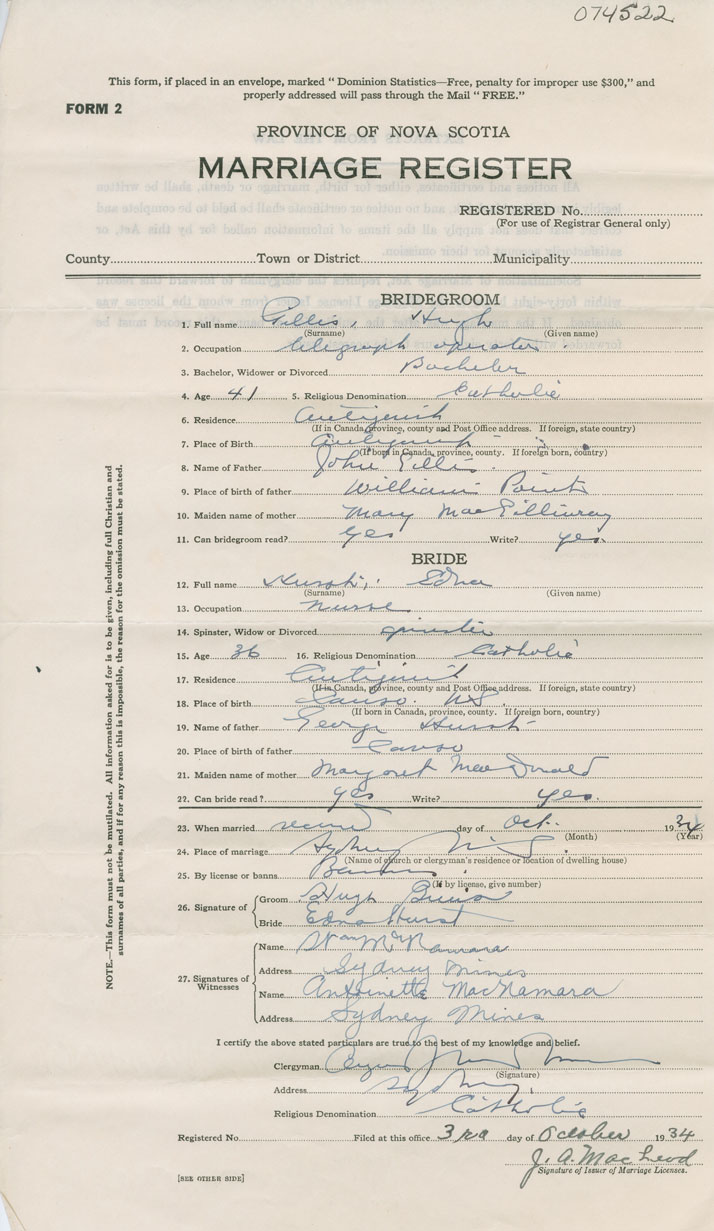 074522
This form, if placed in an envelope, marked " Dominion Statistics—Free, penalty for improper use $300," and
properly addressed will pass through the Mail " FREE."
FORM 2
PROVINCE OF NOVA SCOTIA
MARRIAGE REGISTER
REGISTERED No.
(For use of Registrar General only)
County Town or District Municipality
BRIDEGROOM
1. Full name Gillis, Hugh
(Surname) (Given name)
2. Occupation telegraph operator.
3. Bachelor, Widower or Divorced Bachelor
4. Age 41 5. Religious Denomination Catholic
6. Residence Antigonish
(If in Canada, province, county and Post Office address. If foreign, state country)
7. Place of Birth Antigonish
(If born in Canada, province, county. If foreign born, country)
8. Name of Father John Gillis.
9. Place of birth of father William Point
10. Maiden name of mother Mary MacGillivray
11. Can bridegroom read? yes Write? yes.
BRIDE
12. Full name Hurst, Edna
(Surname) (Given name)
13. Occupation nurse
14. Spinster, Widow or Divorced spinster
15. Age 36 16. Religious Denomination Catholic
17. Residence Antigonish
(If in Canada, province, county and Post Office address. If foreign, state country)
18. Place of birth Canso. N.S.
(If born in Canada, province, county. If foreign born, country)
19. Name of father George Hurst
20. Place of birth of father Canso
21. Maiden name of mother Margaret MacDonald
22. Can bride read? yes Write? yes.
23. When married second day of Oct. 1934
(Month) (Year)
24. Place of marriage Sydney
(Name of church or clergyman's residence or location of dwelling house)
25. By license or banns Banns
(If by license, give number)
26. Signature of Groom Hugh Gillis
Bride Edna Hurst
27. Signatures of Witnesses
Name McNamara
Address Sydney Mines
Name Antoinette MacNamara
Address Sydney Mines
I certify the above stated particulars are true to the best of my knowledge and belief.
Clergyman
(Signature)
Address
Religious Denomination Catholic
Registered No. Filed at this office 3rd day of October 1934
J. A. MacLeod
Signature of Issuer of Marriage Licenses.
[SEE OTHER SIDE]
NOTE.—This form must not be mutilated. All information asked for is to be given, including full Christian and
surnames of all parties, and if for any reason this is impossible, the reason for the omission must be stated.